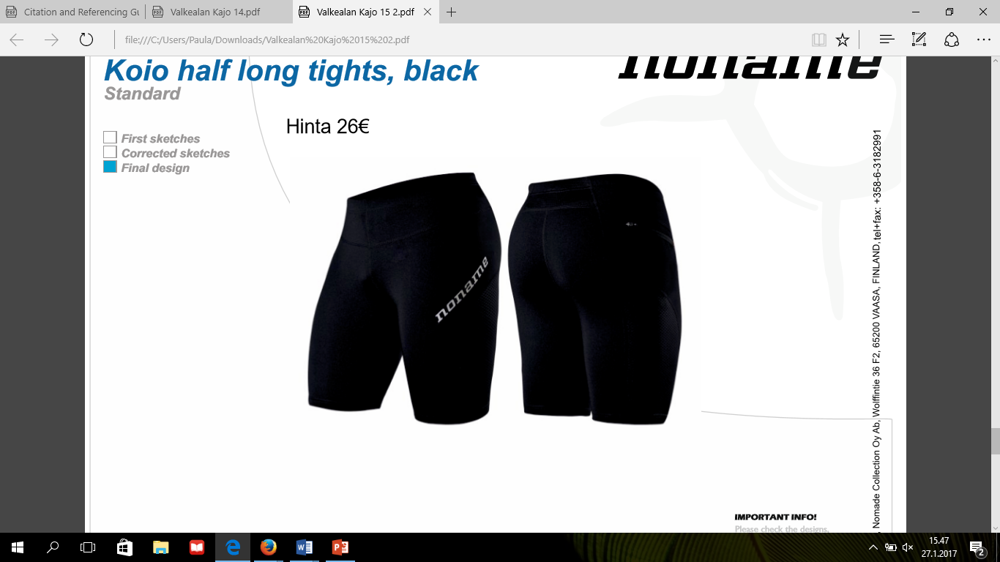 Citation and Referencing Gu
Valkealan Kajo 14.pdf
Valkealan Kajo 15 2.pdf
file:///C:/Users/Paula/Downloads/Valkealan%20Kajo%2015%202.pdf
Koio half long tights, black
noname
Standard
Hinta 26€
First sketches
Corrected sketches
Final design
noname
, Nomade Collection Oy Ab, Wolffintie 36 F2, 65200 VAASA, FINLAND, tel+fax: +358-6-3182991
IMPORTANT INFO!
Please check the designs,
15.47
27.1.2017
2